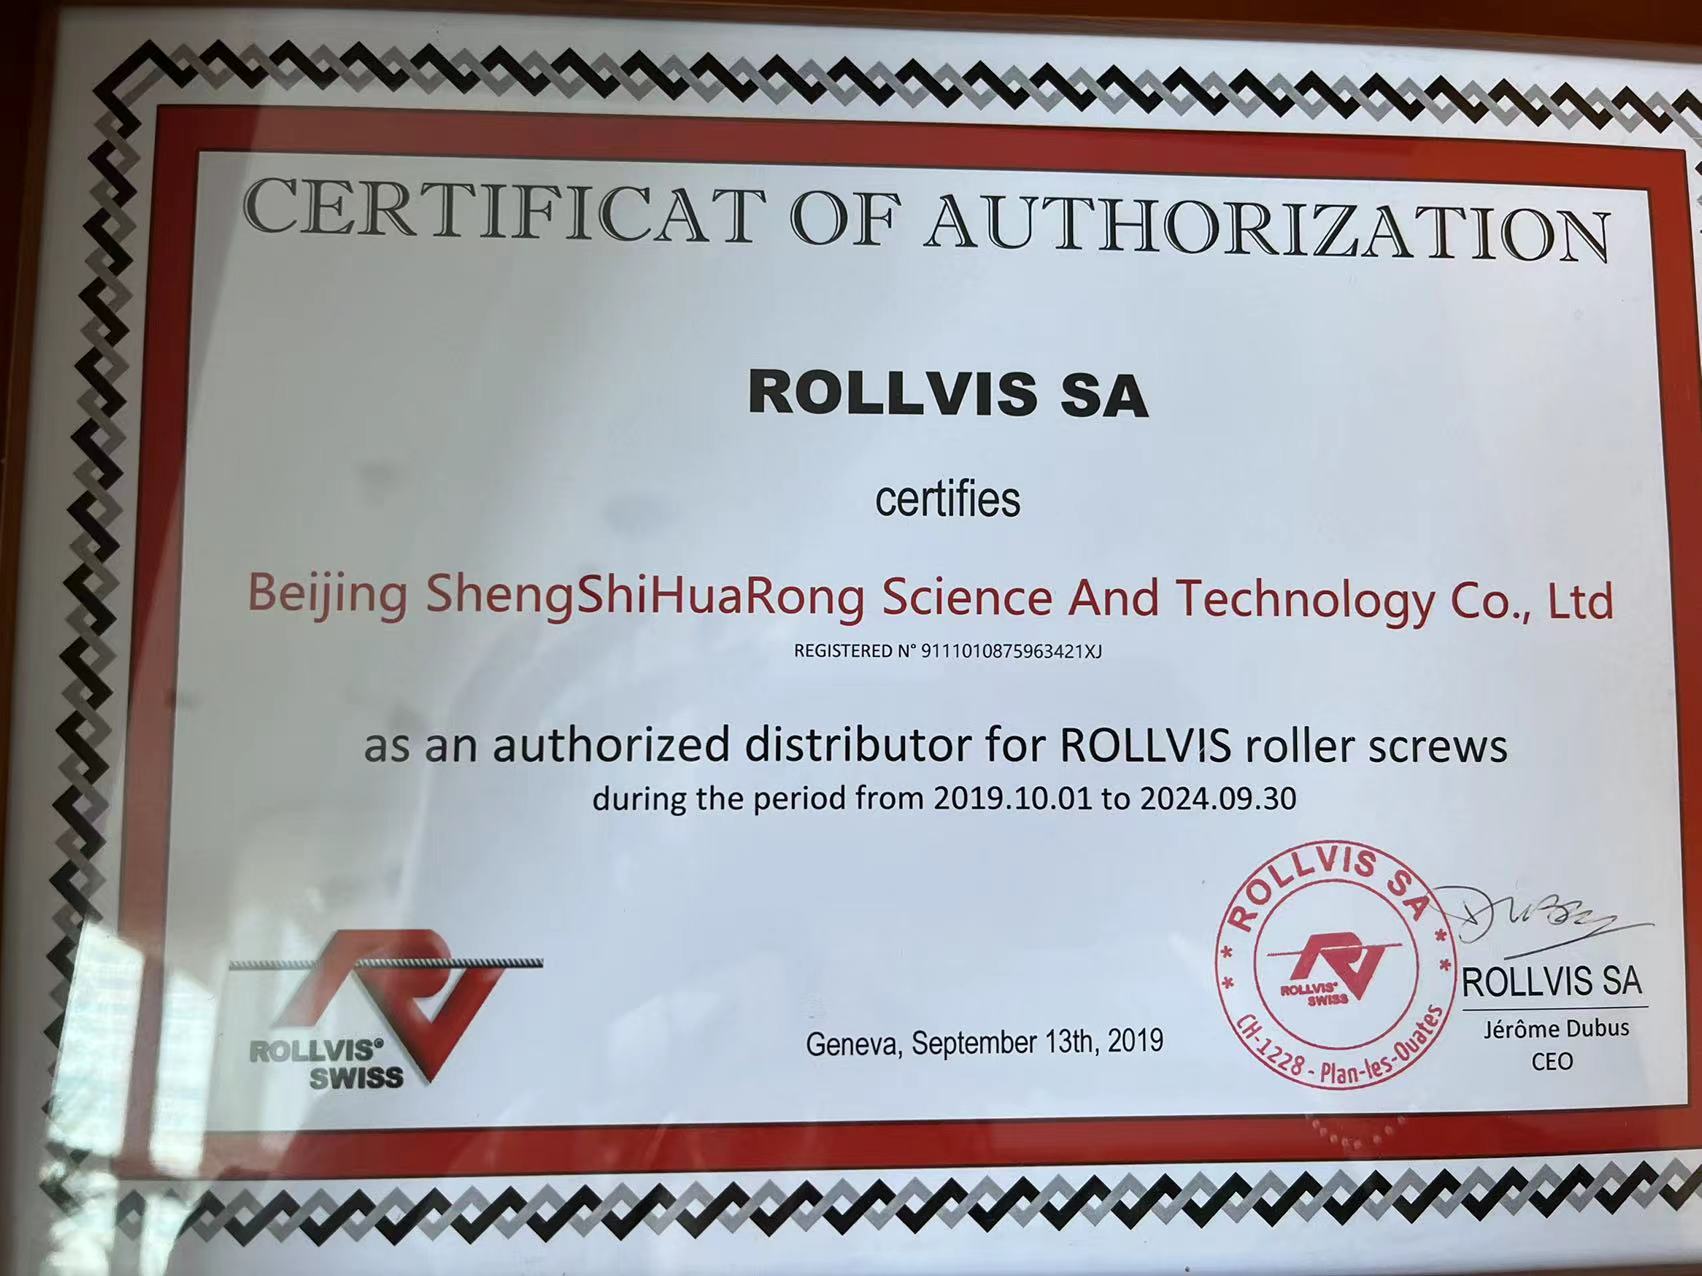 CERTIFICAT OF AUTHORIZATION
ROLLVIS SA
certifies
Beijing ShengShiHuaRong Science And Technology Co., Ltd
REGISTERED N° 9111010875963421XJ
as an authorized distributor for ROLLVIS roller screws
during the period from 2019.10.01 to 2024.09.30
ROLLVIS®
SWISS
Geneva, September 13th, 2019
* * ROLLVIS SA * *
ROLLVIS®
SWISS
CH-1228 - Plan-les-Ouates
ROLLVIS SA
Jérôme Dubus
CEO